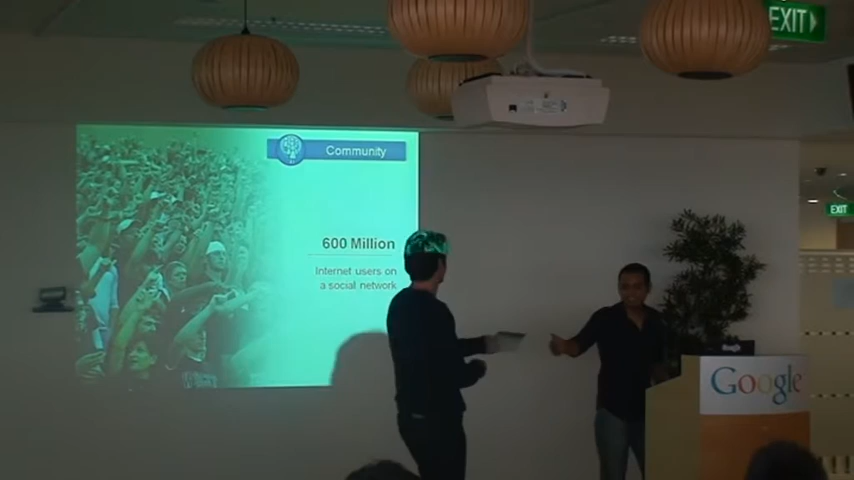 EXIT
Community
600 Million
Internet users on
a social network
EXIT
Google